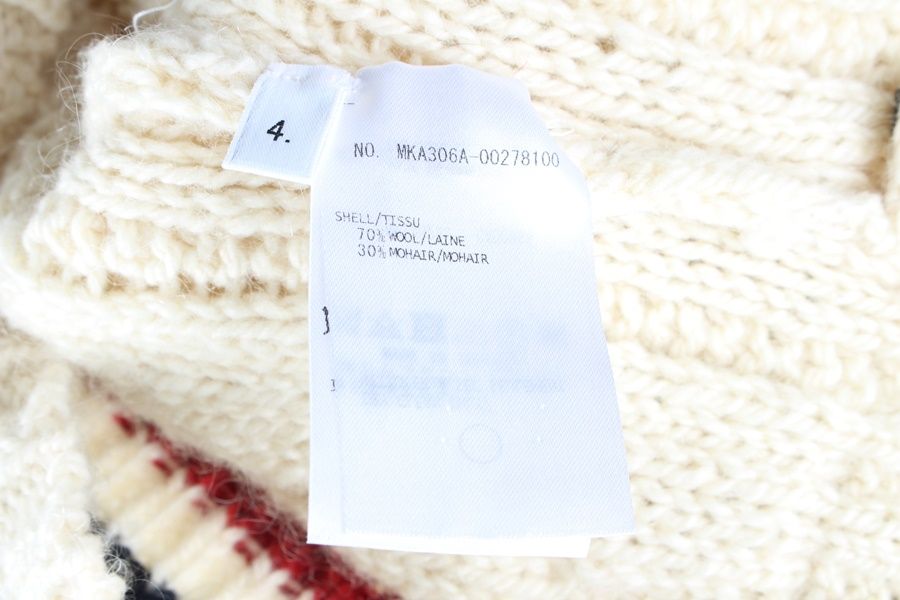 4.
NO. MKA306A-00278100
SHELL/TISSU
70% WOOL/LAINE
30% MOHAIR/MOHAIR